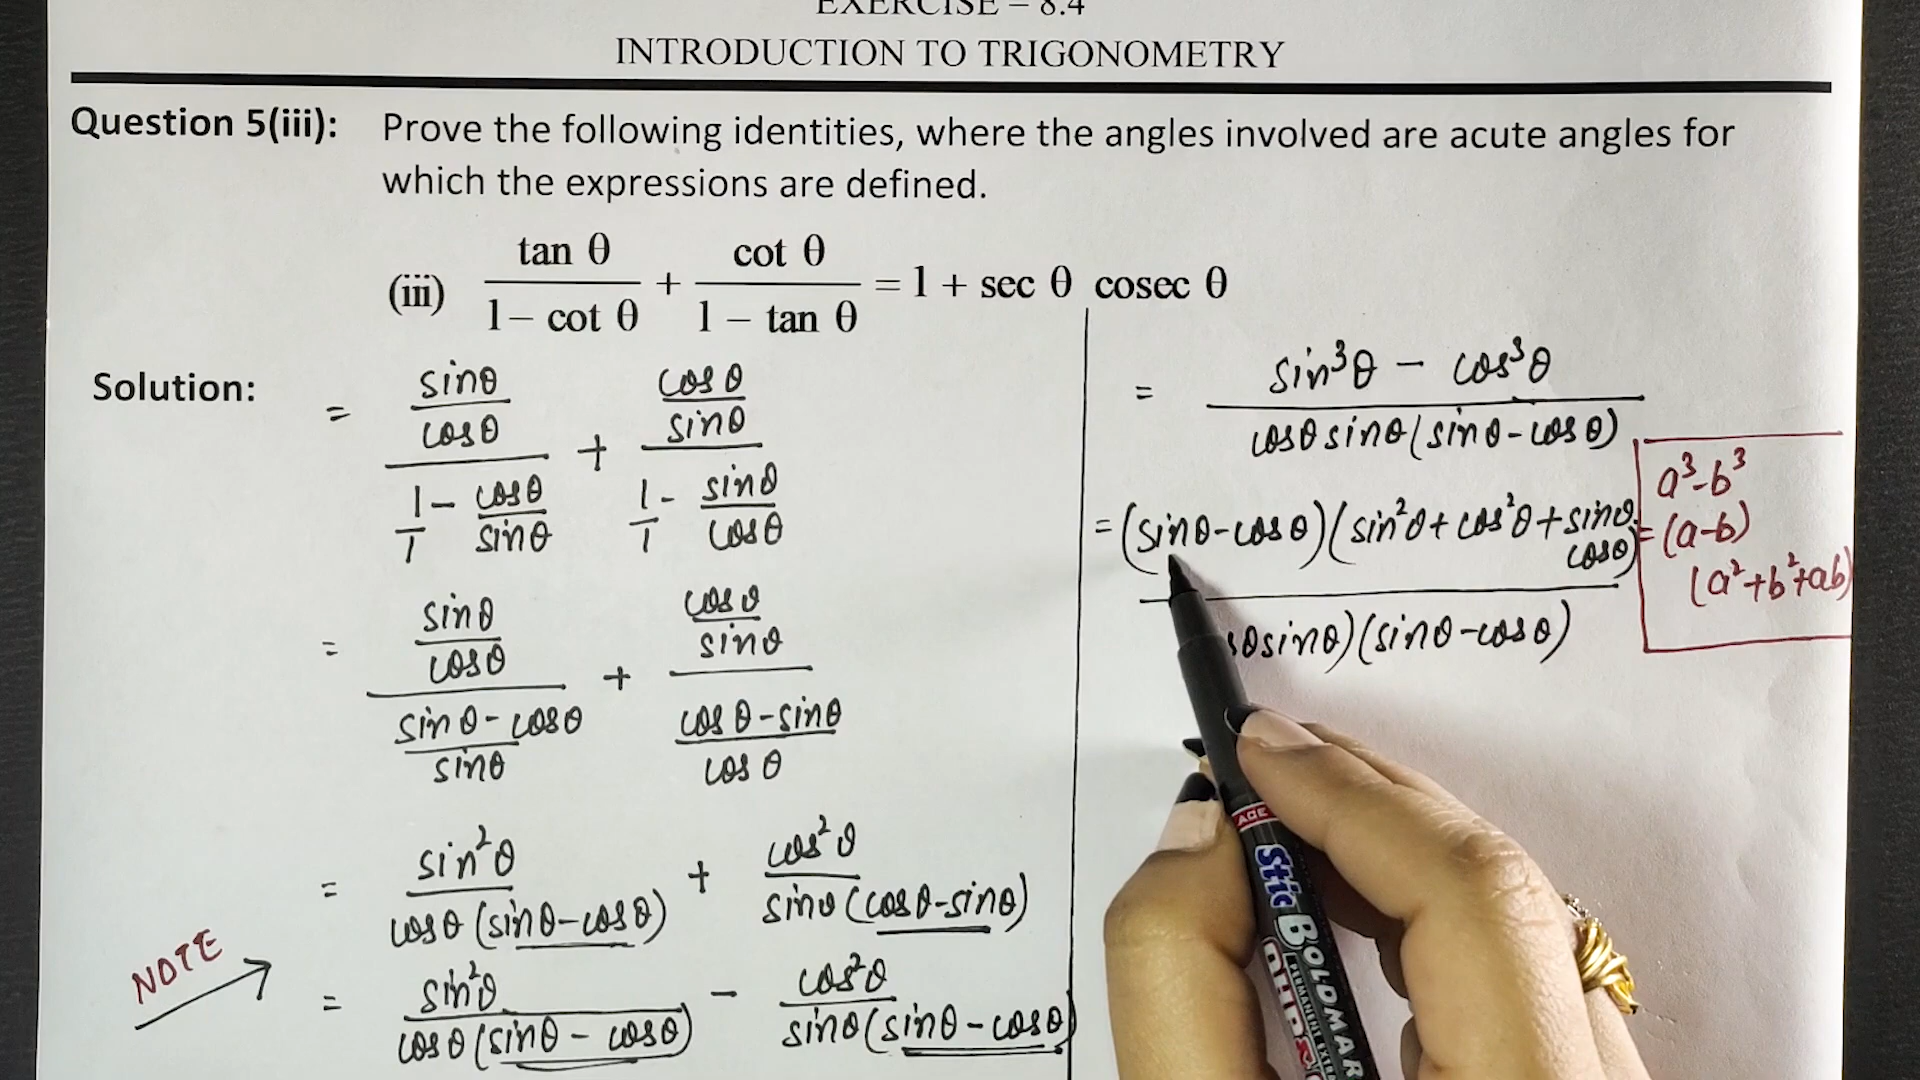 EXERCISE – 8.4
INTRODUCTION TO TRIGONOMETRY
Question 5(iii): Prove the following identities, where the angles involved are acute angles for
which the expressions are defined.
(iii) tan θ / 1 – cot θ + cot θ / 1 – tan θ = 1 + sec θ cosec θ
Solution:
= (sinθ / cosθ) / (1/1 - cosθ / sinθ) + (cosθ / sinθ) / (1/1 - sinθ / cosθ)
= (sinθ / cosθ) / ((sinθ - cosθ) / sinθ) + (cosθ / sinθ) / ((cosθ - sinθ) / cosθ)
= sin²θ / cosθ (sinθ - cosθ) + cos²θ / sinθ (cosθ - sinθ)
NOTE
= sin²θ / cosθ (sinθ - cosθ) - cos²θ / sinθ (sinθ - cosθ)
= sin³θ - cos³θ / cosθ sinθ (sinθ - cosθ)
= (sinθ - cosθ)(sin²θ + cos²θ + sinθ.
cosθ)
sinθ)(sinθ - cosθ)
a³-b³
= (a-b)
(a²+b²+ab)
ACE
Stic BOLDMAR
PERMANENT